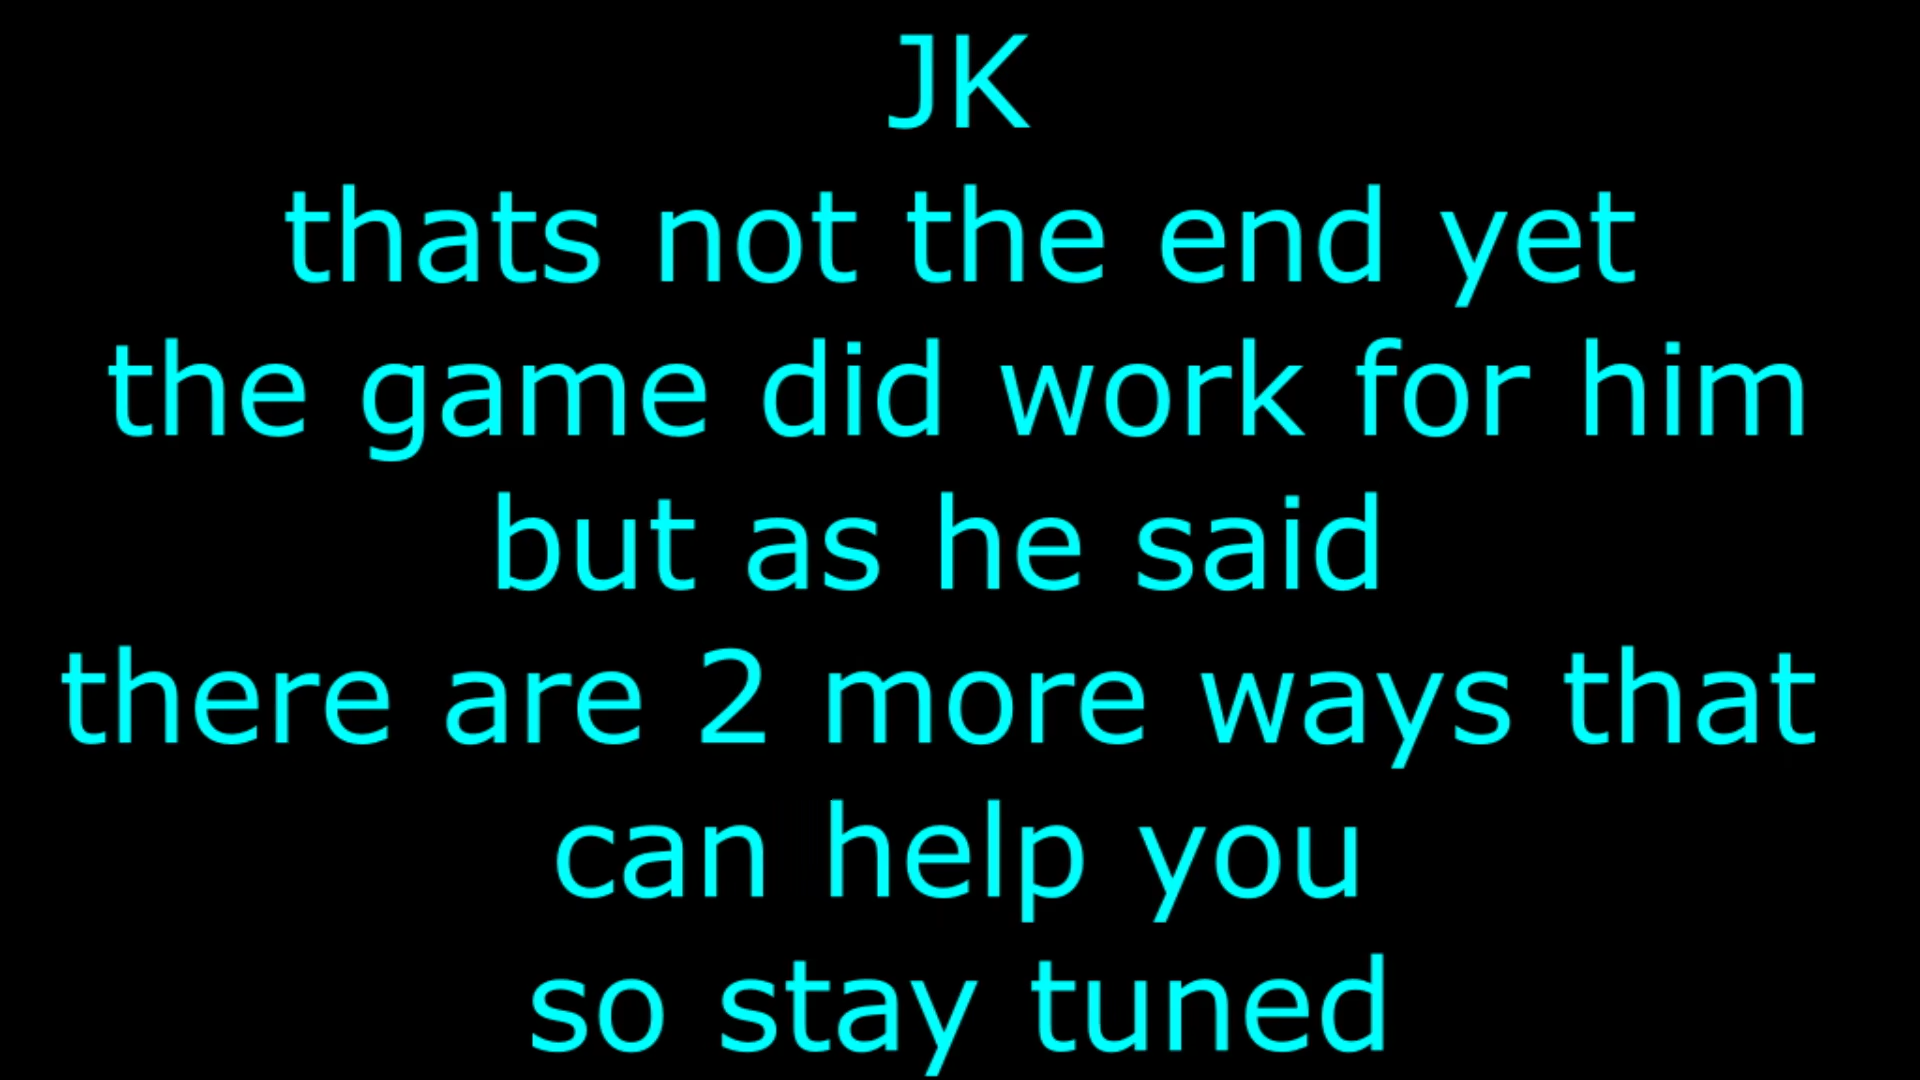 JK
thats not the end yet
the game did work for him
but as he said
there are 2 more ways that
can help you
so stay tuned